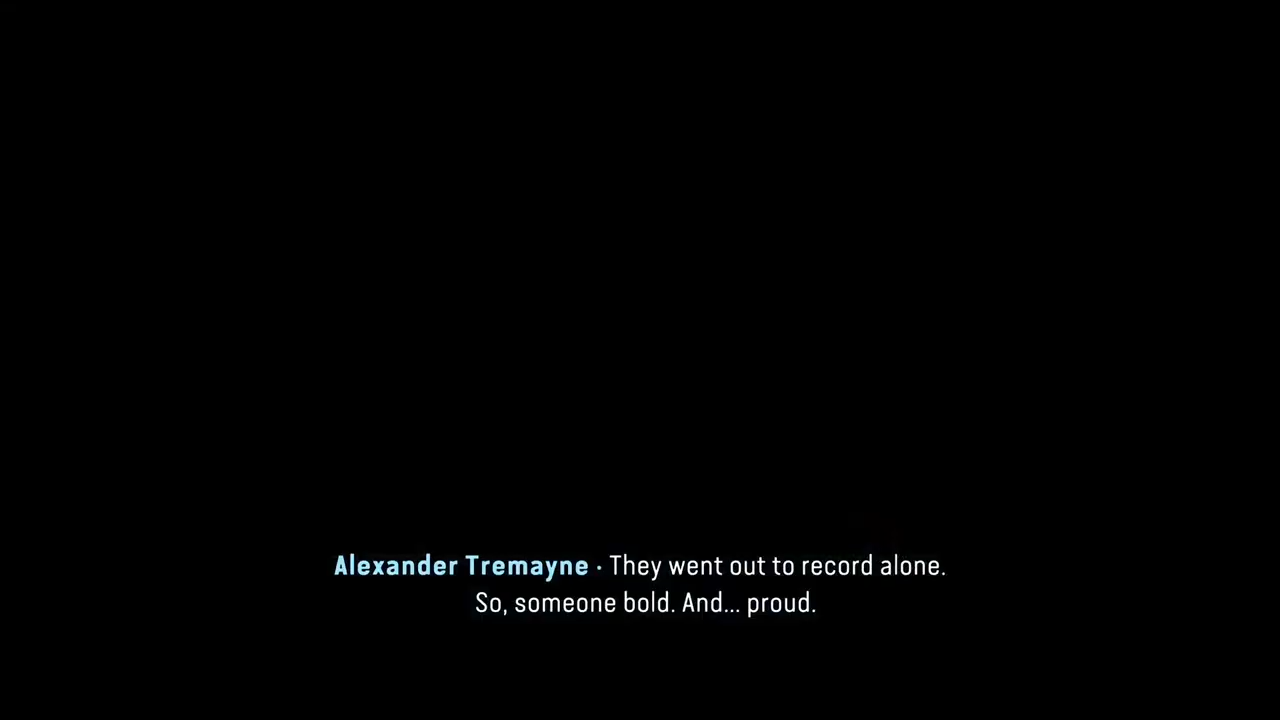 Alexander Tremayne · They went out to record alone.
So, someone bold. And... proud.